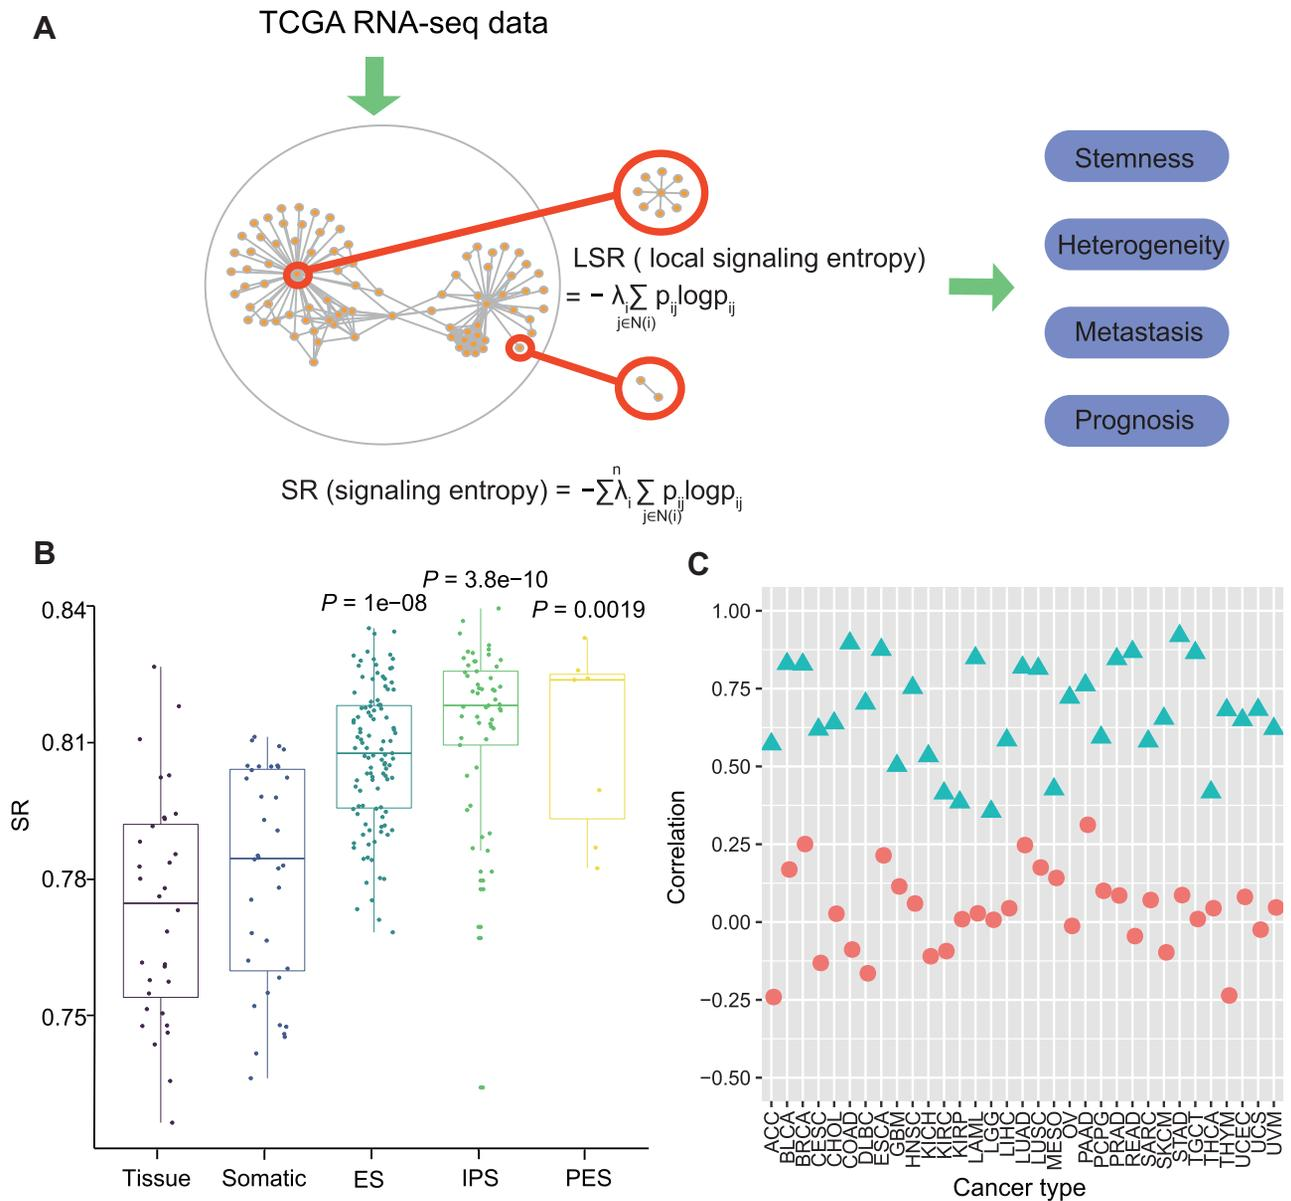 A
TCGA RNA-seq data
LSR ( local signaling entropy)
= − λi∑ pijlogpij
j∈N(i)
Stemness
Heterogeneity
Metastasis
Prognosis
n
SR (signaling entropy) = −∑λi ∑ pijlogpij
j∈N(i)
B
P = 3.8e−10
P = 1e−08
P = 0.0019
0.84
0.81
0.78
0.75
SR
Tissue
Somatic
ES
IPS
PES
C
1.00
0.75
0.50
0.25
0.00
−0.25
−0.50
Correlation
ACC
BLCA
BRCA
CESC
CHOL
COAD
DLBC
ESCA
GBM
HNSC
KICH
KIRC
KIRP
LAML
LGG
LIHC
LUAD
LUSC
MESO
OV
PAAD
PCPG
PRAD
READ
SARC
SKCM
STAD
TGCT
THCA
THYM
UCEC
UCS
UVM
Cancer type